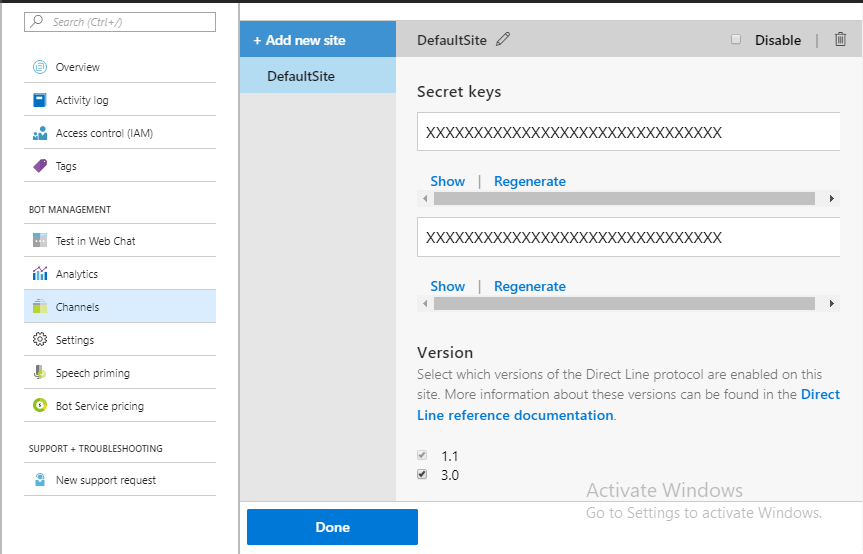 Search (Ctrl+/)
Overview
Activity log
Access control (IAM)
Tags
BOT MANAGEMENT
Test in Web Chat
Analytics
Channels
Settings
Speech priming
Bot Service pricing
SUPPORT + TROUBLESHOOTING
New support request
+ Add new site
DefaultSite
DefaultSite
Disable |
Secret keys
XXXXXXXXXXXXXXXXXXXXXXXXXXXXXXX
Show | Regenerate
XXXXXXXXXXXXXXXXXXXXXXXXXXXXXXX
Show | Regenerate
Version
Select which versions of the Direct Line protocol are enabled on this
site. More information about these versions can be found in the Direct
Line reference documentation.
1.1
3.0
Activate Windows
Go to Settings to activate Windows.
Done